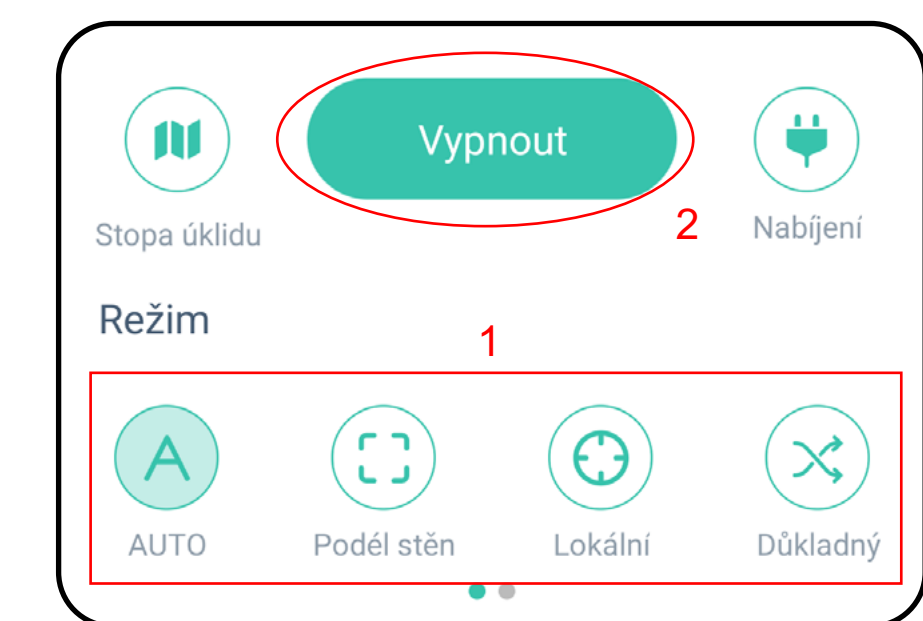 Vypnout
Stopa úklidu
2
Nabíjení
Režim
1
A
AUTO
Podél stěn
Lokální
Důkladný